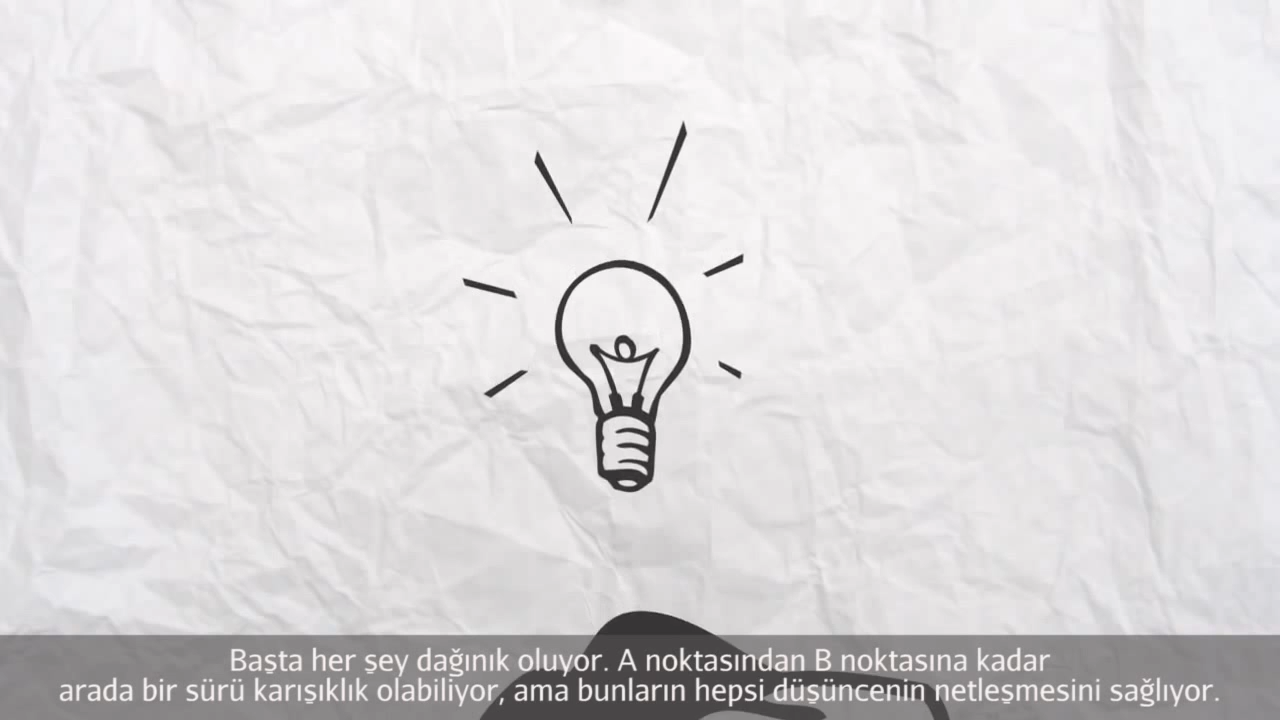 Başta her şey dağınık oluyor. A noktasından B noktasına kadar
arada bir sürü karışıklık olabiliyor, ama bunların hepsi düşüncenin netleşmesini sağlıyor.